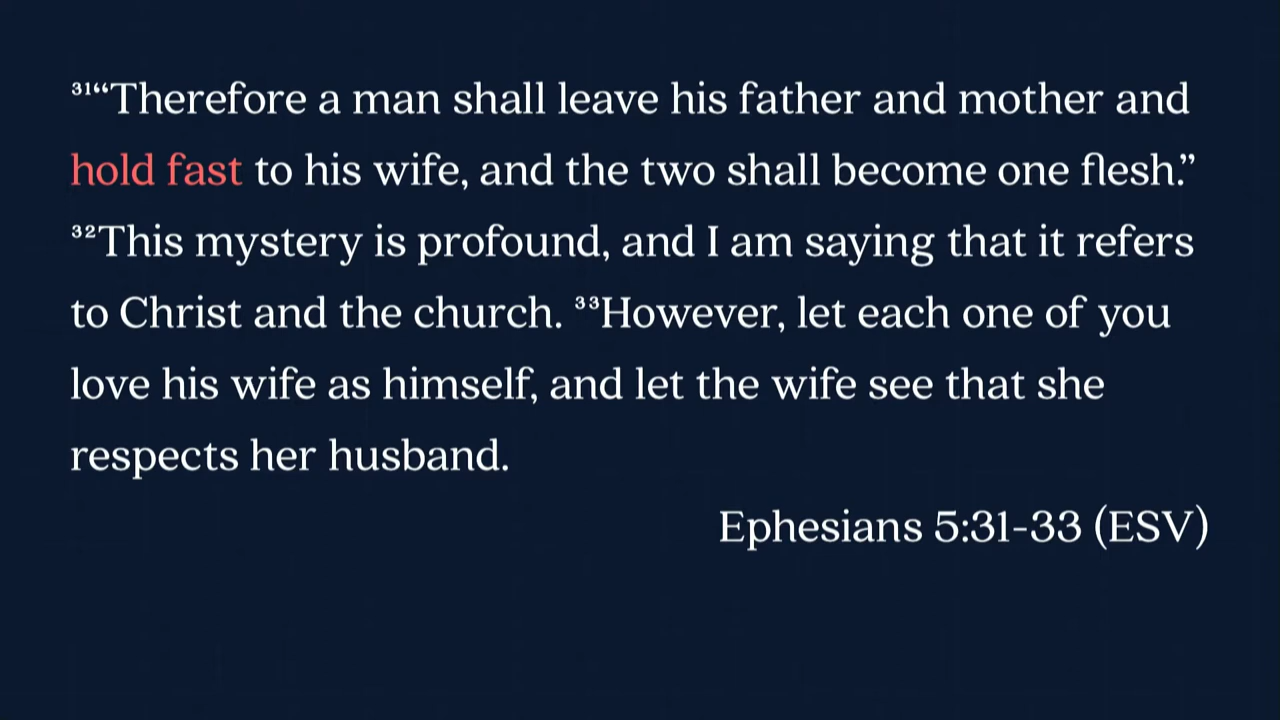 ³¹“Therefore a man shall leave his father and mother and
hold fast to his wife, and the two shall become one flesh.”
³²This mystery is profound, and I am saying that it refers
to Christ and the church. ³³However, let each one of you
love his wife as himself, and let the wife see that she
respects her husband.
Ephesians 5:31-33 (ESV)